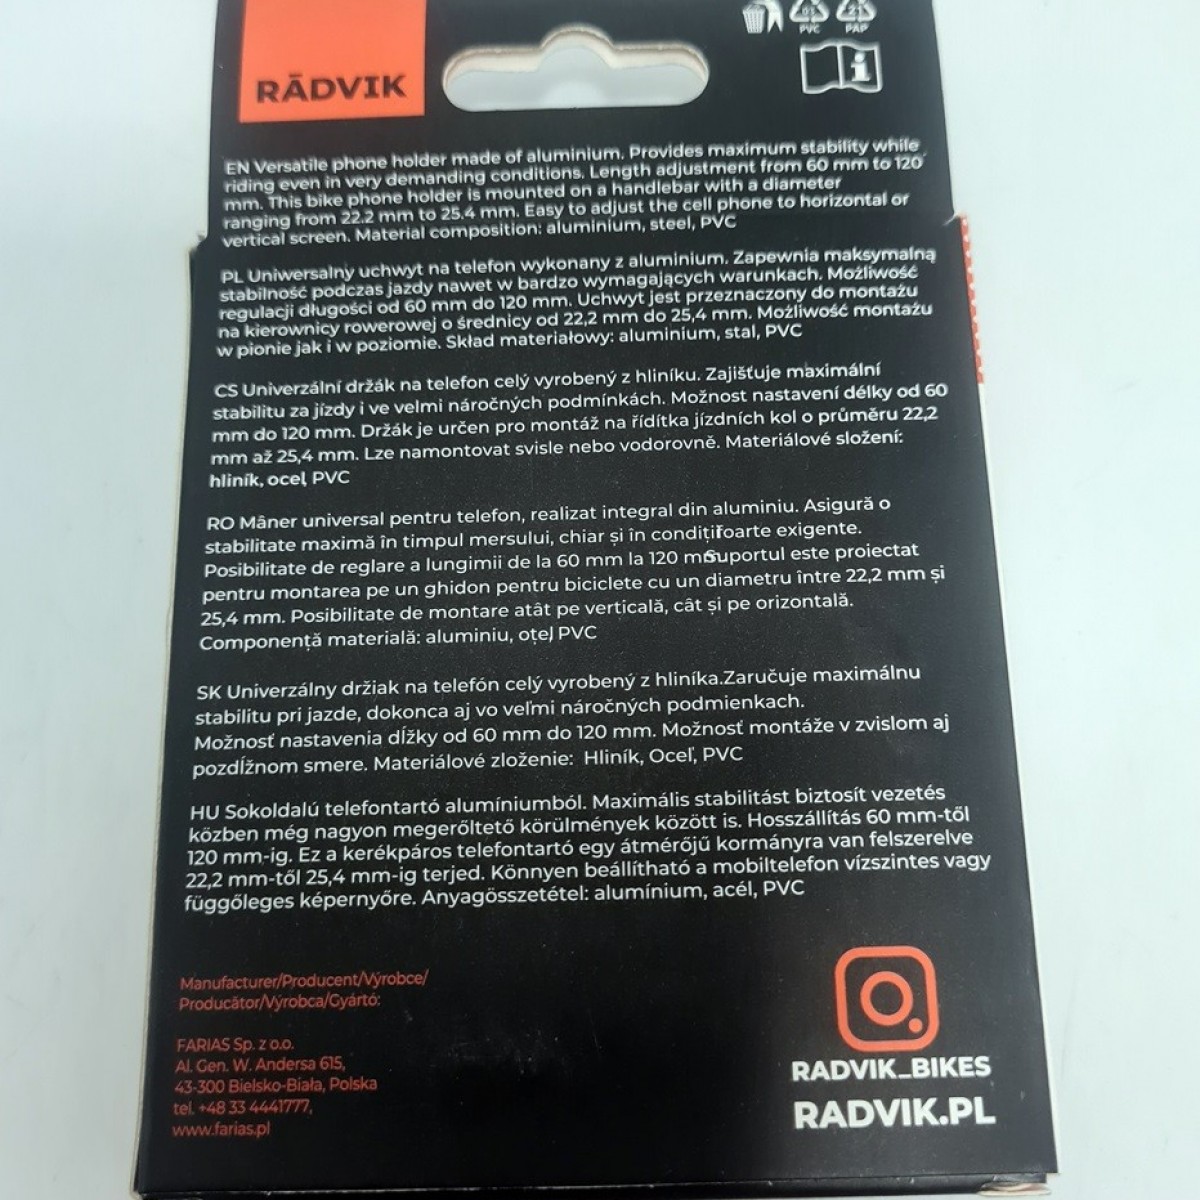 RĀDVIK
01
PVC
21
PAP
i
EN Versatile phone holder made of aluminium. Provides maximum stability while
riding even in very demanding conditions. Length adjustment from 60 mm to 120
mm. This bike phone holder is mounted on a handlebar with a diameter
ranging from 22.2 mm to 25.4 mm. Easy to adjust the cell phone to horizontal or
vertical screen. Material composition: aluminium, steel, PVC
PL Uniwersalny uchwyt na telefon wykonany z aluminium. Zapewnia maksymalną
stabilność podczas jazdy nawet w bardzo wymagających warunkach. Możliwość
regulacji długości od 60 mm do 120 mm. Uchwyt jest przeznaczony do montażu
na kierownicy rowerowej o średnicy od 22,2 mm do 25,4 mm. Możliwość montażu
w pionie jak i w poziomie. Skład materiałowy: aluminium, stal, PVC
CS Univerzální držák na telefon celý vyrobený z hliníku. Zajišťuje maximální
stabilitu za jízdy i ve velmi náročných podmínkách. Možnost nastavení délky od 60
mm do 120 mm. Držák je určen pro montáž na řídítka jízdních kol o průměru 22,2
mm až 25,4 mm. Lze namontovat svisle nebo vodorovně. Materiálové složení:
hliník, ocel, PVC
RO Mâner universal pentru telefon, realizat integral din aluminiu. Asigură o
stabilitate maximă în timpul mersului, chiar și în condiții foarte exigente.
Posibilitate de reglare a lungimii de la 60 mm la 120 mm. Suportul este proiectat
pentru montarea pe un ghidon pentru biciclete cu un diametru între 22,2 mm și
25,4 mm. Posibilitate de montare atât pe verticală, cât și pe orizontală.
Componență materială: aluminiu, oțel, PVC
SK Univerzálny držiak na telefón celý vyrobený z hliníka.Zaručuje maximálnu
stabilitu pri jazde, dokonca aj vo veľmi náročných podmienkach.
Možnosť nastavenia dĺžky od 60 mm do 120 mm. Možnosť montáže v zvislom aj
pozdĺžnom smere. Materiálové zloženie: Hliník, Oceľ, PVC
HU Sokoldalú telefontartó alumíniumból. Maximális stabilitást biztosít vezetés
közben még nagyon megerőltető körülmények között is. Hosszállítás 60 mm-től
120 mm-ig. Ez a kerékpáros telefontartó egy átmérőjű kormányra van felszerelve
22,2 mm-től 25,4 mm-ig terjed. Könnyen beállítható a mobiltelefon vízszintes vagy
függőleges képernyőre. Anyagösszetétel: alumínium, acél, PVC
Manufacturer/Producent/Výrobce/
Producător/Výrobca/Gyártó:
FARIAS Sp. z o.o.
Al. Gen. W. Andersa 615,
43-300 Bielsko-Biała, Polska
tel. +48 33 4441777,
www.farias.pl
RADVIK_BIKES
RADVIK.PL